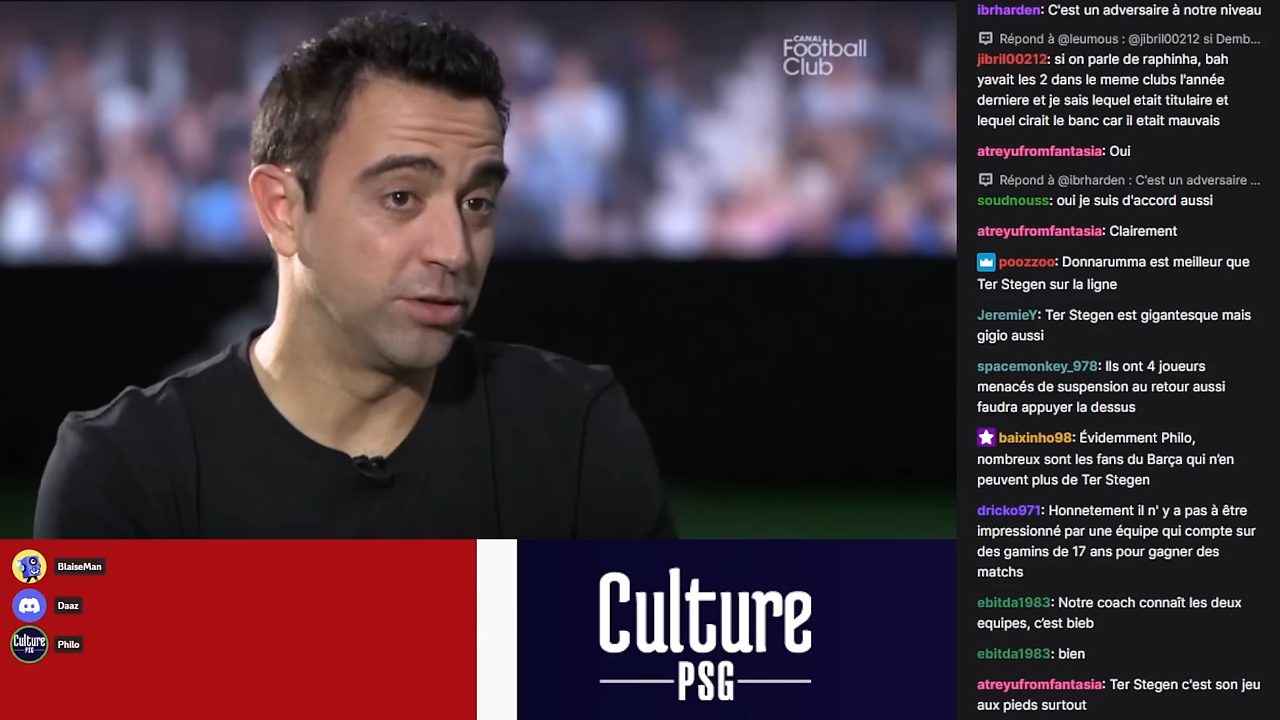 CANAL
Football
Club
ibrharden: C'est un adversaire à notre niveau
Répond à @leumous : @jibril00212 si Demb...
jibril00212: si on parle de raphinha, bah
yavait les 2 dans le meme clubs l'année
derniere et je sais lequel etait titulaire et
lequel cirait le banc car il etait mauvais
atreyufromfantasia: Oui
Répond à @ibrharden : C'est un adversaire ...
soudnouss: oui je suis d'accord aussi
atreyufromfantasia: Clairement
poozzoo: Donnarumma est meilleur que
Ter Stegen sur la ligne
JeremieY: Ter Stegen est gigantesque mais
gigio aussi
spacemonkey_978: Ils ont 4 joueurs
menacés de suspension au retour aussi
faudra appuyer la dessus
baixinho98: Évidemment Philo,
nombreux sont les fans du Barça qui n’en
peuvent plus de Ter Stegen
dricko971: Honnetement il n' y a pas à être
impressionné par une équipe qui compte sur
des gamins de 17 ans pour gagner des
matchs
ebitda1983: Notre coach connaît les deux
equipes, c’est bieb
ebitda1983: bien
atreyufromfantasia: Ter Stegen c'est son jeu
aux pieds surtout
BlaiseMan
Daaz
Culture
PSG
Philo
Culture
PSG